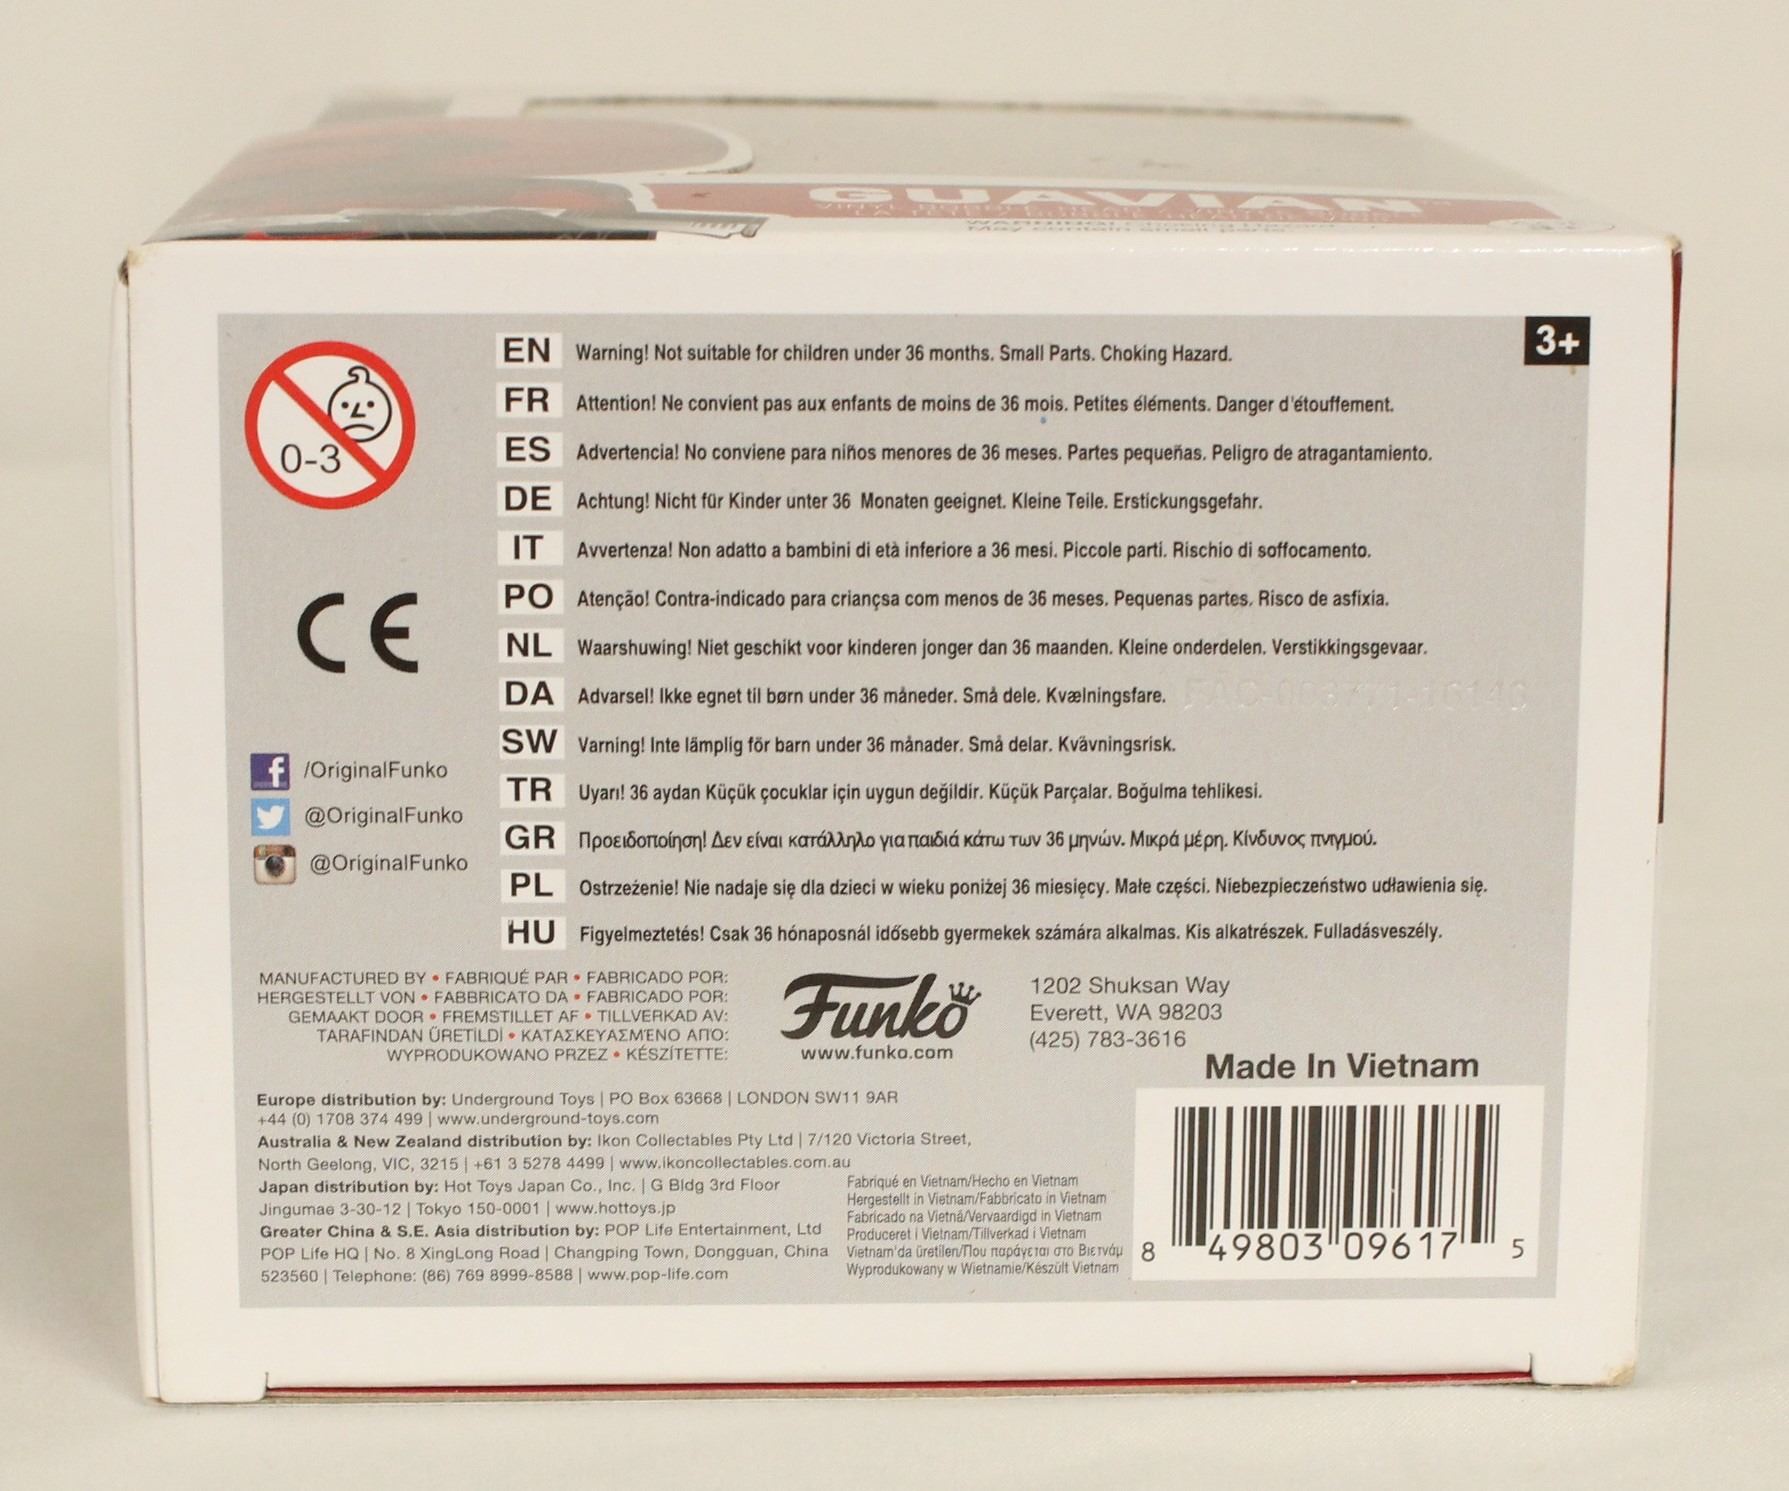 GUAVIAN
3+
0-3
EN Warning! Not suitable for children under 36 months. Small Parts. Choking Hazard.
FR Attention! Ne convient pas aux enfants de moins de 36 mois. Petites éléments. Danger d'étouffement.
ES Advertencia! No conviene para niños menores de 36 meses. Partes pequeñas. Peligro de atragantamiento.
DE Achtung! Nicht für Kinder unter 36 Monaten geeignet. Kleine Teile. Erstickungsgefahr.
IT Avvertenza! Non adatto a bambini di età inferiore a 36 mesi. Piccole parti. Rischio di soffocamento.
PO Atenção! Contra-indicado para criançsa com menos de 36 meses. Pequenas partes. Risco de asfixia.
NL Waarshuwing! Niet geschikt voor kinderen jonger dan 36 maanden. Kleine onderdelen. Verstikkingsgevaar.
DA Advarsel! Ikke egnet til børn under 36 måneder. Små dele. Kvælningsfare.
SW Varning! Inte lämplig för barn under 36 månader. Små delar. Kvävningsrisk.
TR Uyarı! 36 aydan Küçük çocuklar için uygun değildir. Küçük Parçalar. Boğulma tehlikesi.
GR Προειδοποίηση! Δεν είναι κατάλληλο για παιδιά κάτω των 36 μηνών. Μικρά μέρη. Κίνδυνος πνιγμού.
PL Ostrzeżenie! Nie nadaje się dla dzieci w wieku poniżej 36 miesięcy. Małe części. Niebezpieczeństwo udławienia się.
HU Figyelmeztetés! Csak 36 hónaposnál idősebb gyermekek számára alkalmas. Kis alkatrészek. Fulladásveszély.
CE
/OriginalFunko
@OriginalFunko
@OriginalFunko
MANUFACTURED BY • FABRIQUÉ PAR • FABRICADO POR:
HERGESTELLT VON • FABBRICATO DA • FABRICADO POR:
GEMAAKT DOOR • FREMSTILLET AF • TILLVERKAD AV:
TARAFINDAN ÜRETİLDİ • ΚΑΤΑΣΚΕΥΑΣΜΈΝΟ ΑΠΌ:
WYPRODUKOWANO PRZEZ • KÉSZÍTETTE:
Funko
www.funko.com
1202 Shuksan Way
Everett, WA 98203
(425) 783-3616
Made In Vietnam
Europe distribution by: Underground Toys | PO Box 63668 | LONDON SW11 9AR
+44 (0) 1708 374 499 | www.underground-toys.com
Australia & New Zealand distribution by: Ikon Collectables Pty Ltd | 7/120 Victoria Street,
North Geelong, VIC, 3215 | +61 3 5278 4499 | www.ikoncollectables.com.au
Japan distribution by: Hot Toys Japan Co., Inc. | G Bldg 3rd Floor
Jingumae 3-30-12 | Tokyo 150-0001 | www.hottoys.jp
Greater China & S.E. Asia distribution by: POP Life Entertainment, Ltd
POP Life HQ | No. 8 XingLong Road | Changping Town, Dongguan, China
523560 | Telephone: (86) 769 8999-8588 | www.pop-life.com
Fabriqué en Vietnam/Hecho en Vietnam
Hergestellt in Vietnam/Fabbricato in Vietnam
Fabricado na Vietnã/Vervaardigd in Vietnam
Produceret i Vietnam/Tillverkad i Vietnam
Vietnam'da üretilen/Που παράγεται στο Βιετνάμ
Wyprodukowany w Wietnamie/Készült Vietnam
8 49803 09617 5